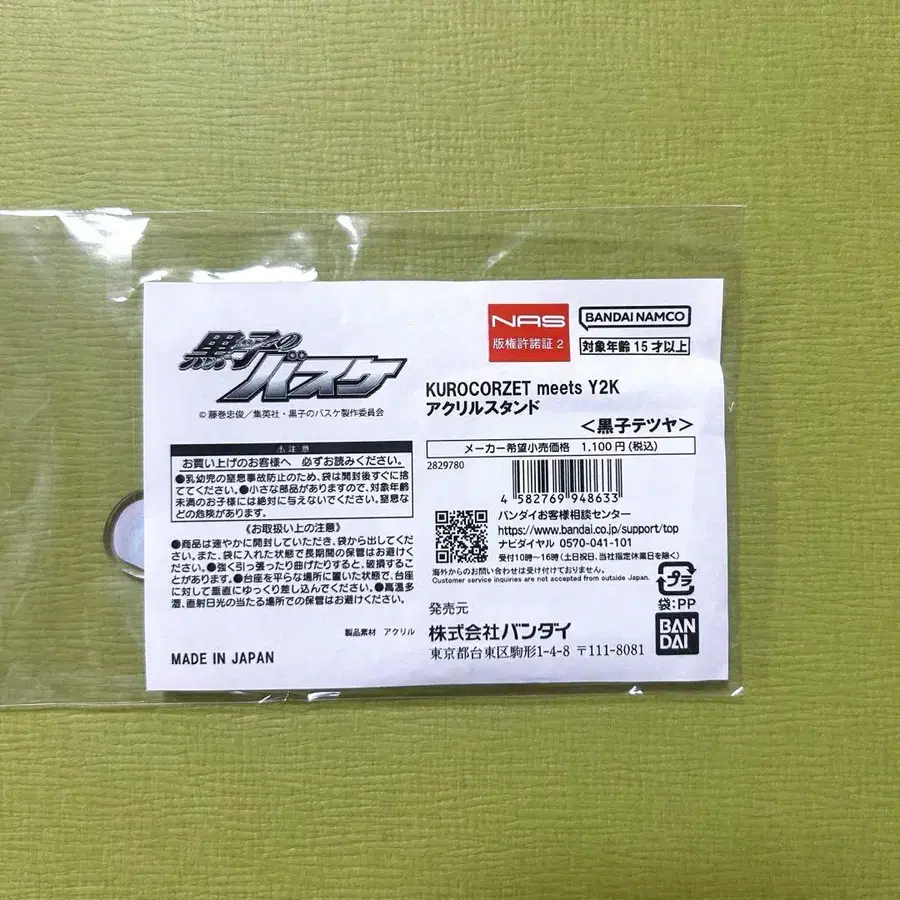 黒子の
バスケ
© 藤巻忠俊／集英社・黒子のバスケ製作委員会
NAS
版権許諾証 2
BANDAI NAMCO
対象年齢 15 才以上
KUROCORZET meets Y2K
アクリルスタンド
＜黒子テツヤ＞
メーカー希望小売価格 1,100円(税込)
2829780
4 582769 948633
⚠注意
お買い上げのお客様へ 必ずお読みください。
●乳幼児の窒息事故防止のため、袋は開封後すぐに捨
ててください。●小さな部品がありますので、対象年齢
未満のお子様には絶対に与えないでください。窒息な
どの危険があります。
《お取扱い上の注意》
●商品は速やかに開封していただき、袋から出してくだ
さい。また、袋に入れた状態で長期間の保管はお避けく
ださい。●強く引っ張ったり曲げたりすると、破損するこ
とがあります。●台座を平らな場所に置いた状態で、台座
に対して垂直にゆっくり差し込んでください。●高温多
湿、直射日光の当たる場所での保管はお避けください。
製品素材 アクリル
MADE IN JAPAN
バンダイお客様相談センター
https://www.bandai.co.jp/support/top
ナビダイヤル 0570-041-101
受付10時～16時 (土日祝日、当社指定休業日を除く)
海外からのお問い合わせは受け付けておりません。
Customer service inquiries are not accepted from outside Japan.
プラ
袋:PP
発売元
株式会社バンダイ
東京都台東区駒形1-4-8 〒111-8081
BAN
DAI